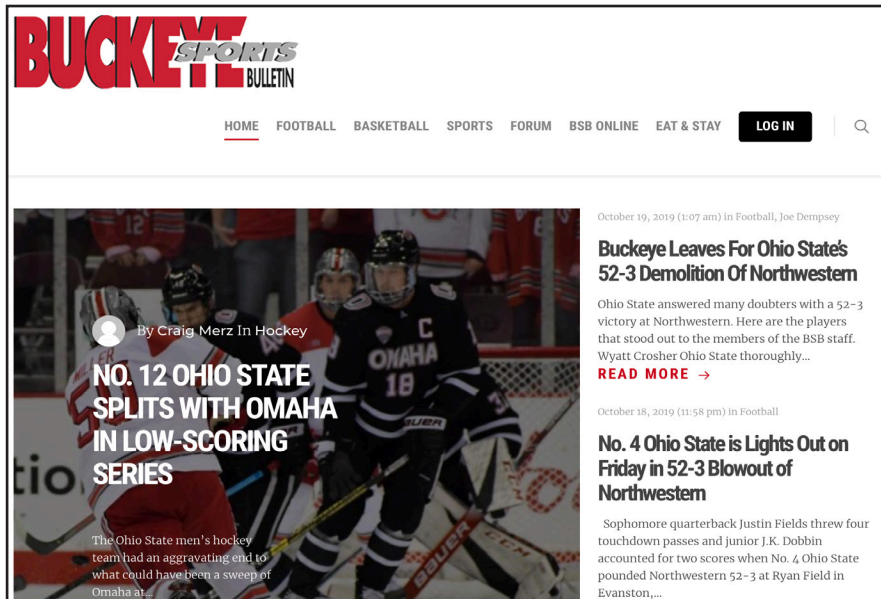 BUCKEYE
SPORTS
BULLETIN
HOME FOOTBALL BASKETBALL SPORTS FORUM BSB ONLINE EAT & STAY LOG IN
12
MILLER
50
C
OMAHA
18
BAUER
tio
By Craig Merz In Hockey
NO. 12 OHIO STATE
SPLITS WITH OMAHA
IN LOW-SCORING
SERIES
The Ohio State men's hockey
team had an aggravating end to
what could have been a sweep of
Omaha at...
October 19, 2019 (1:07 am) in Football, Joe Dempsey
Buckeye Leaves For Ohio State's
52-3 Demolition Of Northwestern
Ohio State answered many doubters with a 52-3
victory at Northwestern. Here are the players
that stood out to the members of the BSB staff.
Wyatt Crosher Ohio State thoroughly...
READ MORE →
October 18, 2019 (11:58 pm) in Football
No. 4 Ohio State is Lights Out on
Friday in 52-3 Blowout of
Northwestern
Sophomore quarterback Justin Fields threw four
touchdown passes and junior J.K. Dobbin
accounted for two scores when No. 4 Ohio State
pounded Northwestern 52-3 at Ryan Field in
Evanston,...